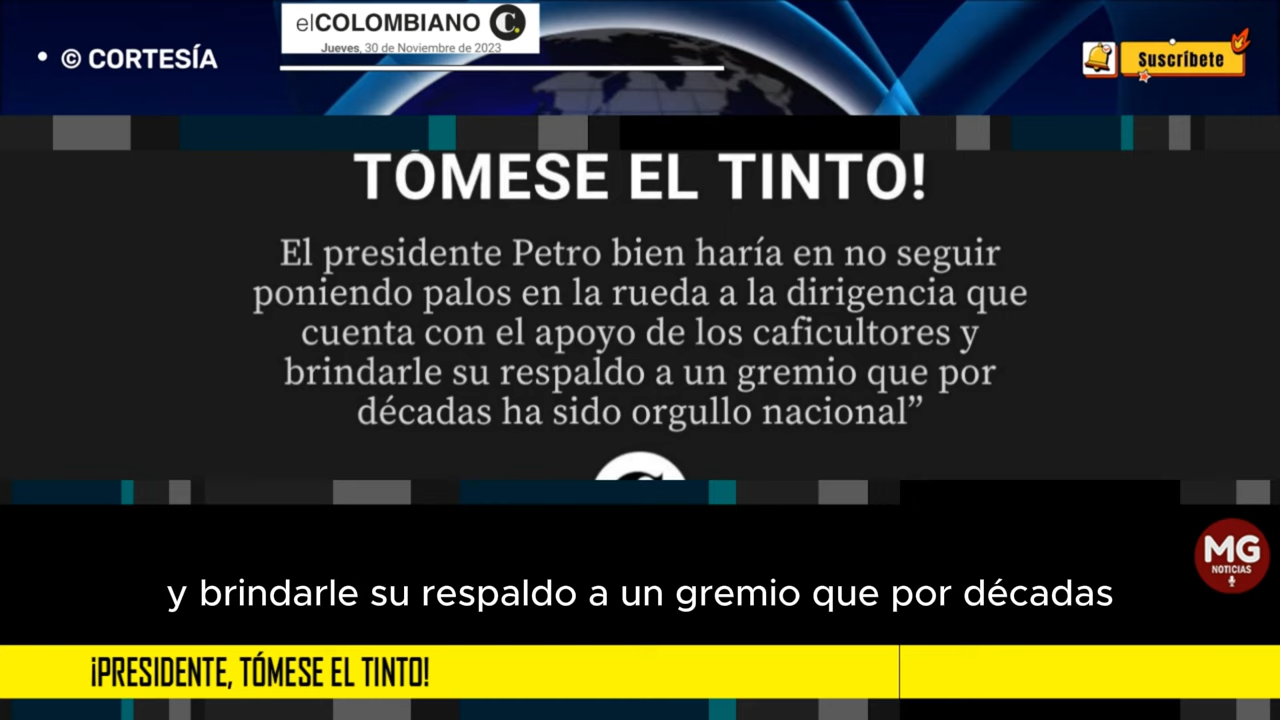 elCOLOMBIANO C.
Jueves, 30 de Noviembre de 2023
• © CORTESÍA
Suscríbete
TÓMESE EL TINTO!
El presidente Petro bien haría en no seguir
poniendo palos en la rueda a la dirigencia que
cuenta con el apoyo de los caficultores y
brindarle su respaldo a un gremio que por
décadas ha sido orgullo nacional”
MG
NOTICIAS
y brindarle su respaldo a un gremio que por décadas
¡PRESIDENTE, TÓMESE EL TINTO!